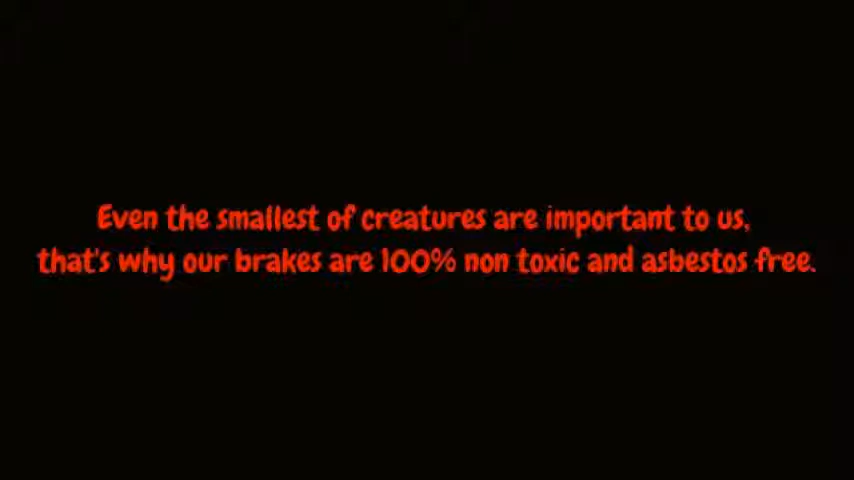 Even the smallest of creatures are important to us,
that's why our brakes are 100% non toxic and asbestos free.